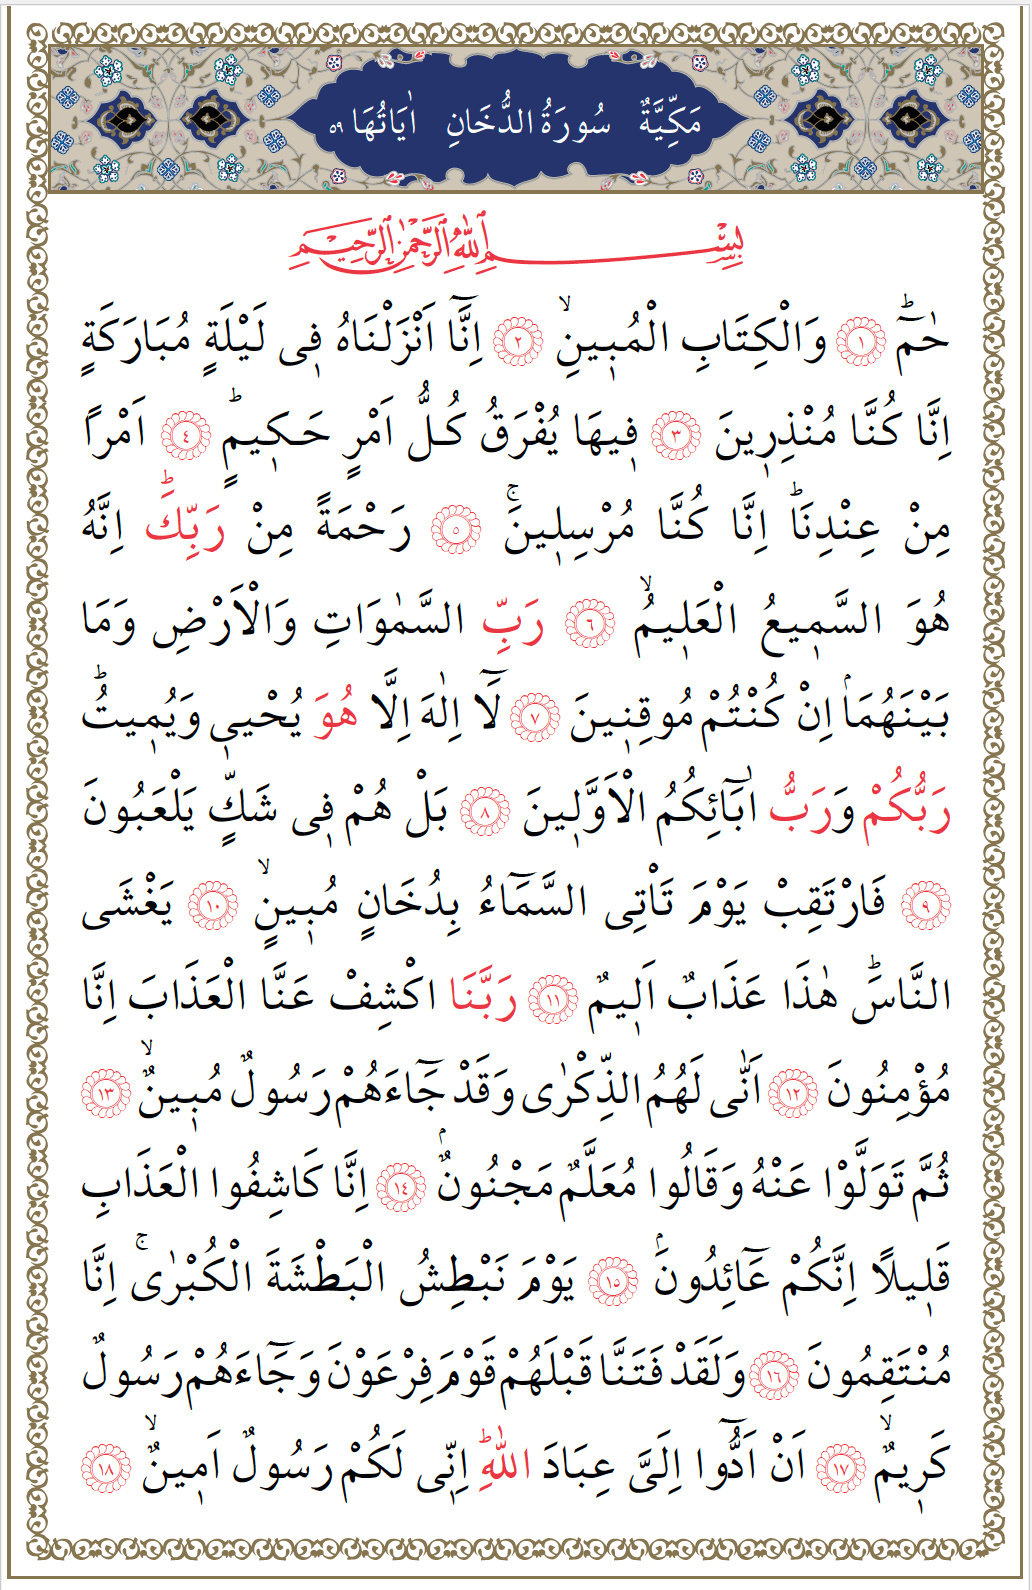 مَكِّيَّةٌ سُورَةُ الدُّخَانِ اٰيَاتُهَا ٥٩
بِسْمِ اللّٰهِ الرَّحْمٰنِ الرَّحِيمِ
حٰمٓ ؕ ١ وَالْكِتَابِ الْمُبٖينِ ۙ ٢ اِنَّٓا اَنْزَلْنَاهُ فٖى لَيْلَةٍ مُبَارَكَةٍ
اِنَّا كُنَّا مُنْذِرٖينَ ٣ فٖيهَا يُفْرَقُ كُلُّ اَمْرٍ حَكٖيمٍ ؕ ٤ اَمْرًا
مِنْ عِنْدِنَا ؕ اِنَّا كُنَّا مُرْسِلٖينَ ۚ ٥ رَحْمَةً مِنْ رَبِّكَ ؕ اِنَّهُ
هُوَ السَّمٖيعُ الْعَلٖيمُ ۙ ٦ رَبِّ السَّمٰوَاتِ وَالْاَرْضِ وَمَا
بَيْنَهُمَا ۢ اِنْ كُنْتُمْ مُوقِنٖينَ ٧ لَٓا اِلٰهَ اِلَّا هُوَ يُحْيٖى وَيُمٖيتُ ؕ
رَبُّكُمْ وَرَبُّ اٰبَٓائِكُمُ الْاَوَّلٖينَ ٨ بَلْ هُمْ فٖى شَكٍّ يَلْعَبُونَ
٩ فَارْتَقِبْ يَوْمَ تَاْتِى السَّمَٓاءُ بِدُخَانٍ مُبٖينٍ ۙ ١٠ يَغْشَى
النَّاسَ ؕ هٰذَا عَذَابٌ اَلٖيمٌ ١١ رَبَّنَا اكْشِفْ عَنَّا الْعَذَابَ اِنَّا
مُؤْمِنُونَ ١٢ اَنّٰى لَهُمُ الذِّكْرٰى وَقَدْ جَٓاءَهُمْ رَسُولٌ مُبٖينٌ ۙ ١٣
ثُمَّ تَوَلَّوْا عَنْهُ وَقَالُوا مُعَلَّمٌ مَجْنُونٌ ۢ ١٤ اِنَّا كَاشِفُوا الْعَذَابِ
قَلٖيلًا اِنَّكُمْ عَٓائِدُونَ ۢ ١٥ يَوْمَ نَبْطِشُ الْبَطْشَةَ الْكُبْرٰى ۚ اِنَّا
مُنْتَقِمُونَ ١٦ وَلَقَدْ فَتَنَّا قَبْلَهُمْ قَوْمَ فِرْعَوْنَ وَجَٓاءَهُمْ رَسُولٌ
كَرٖيمٌ ۙ ١٧ اَنْ اَدُّٓوا اِلَىَّ عِبَادَ اللّٰهِ ؕ اِنّٖى لَكُمْ رَسُولٌ اَمٖينٌ ۙ ١٨